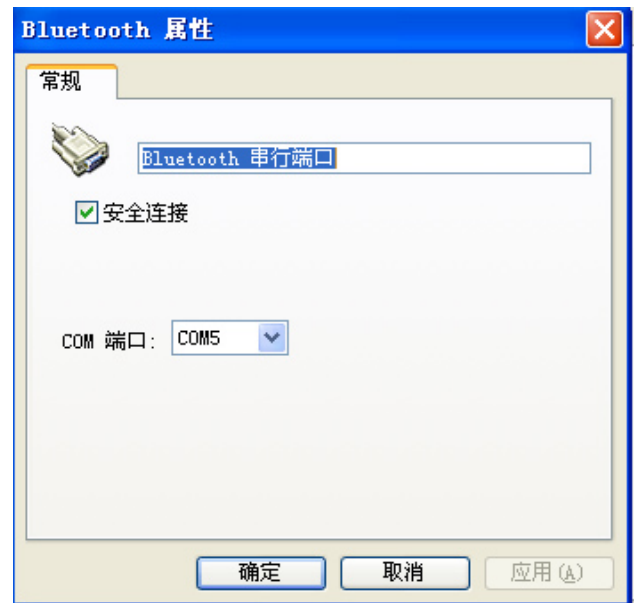 Bluetooth 属性
常规
Bluetooth 串行端口
安全连接
COM 端口: COM5
确定 取消 应用(A)